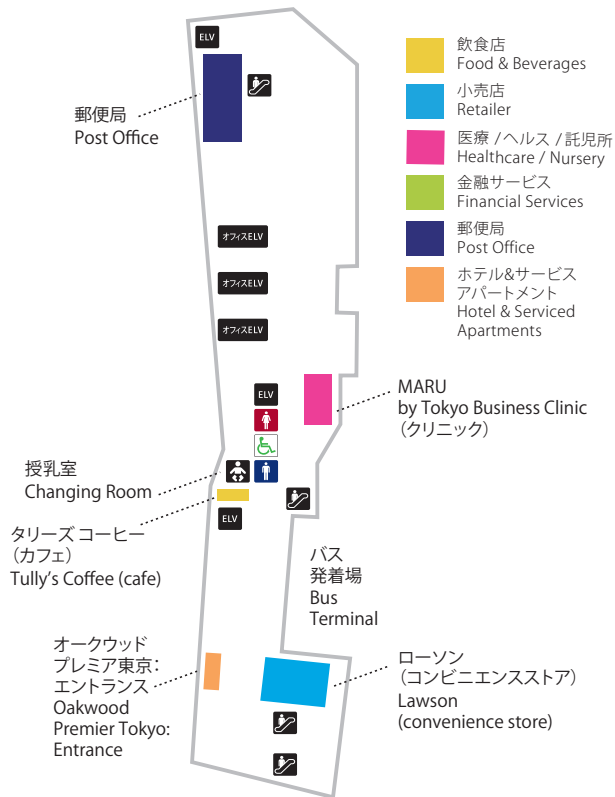 ELV
郵便局
Post Office
オフィスELV
オフィスELV
オフィスELV
ELV
授乳室
Changing Room
タリーズ コーヒー
（カフェ）
Tully's Coffee (cafe)
ELV
オークウッド
プレミア東京：
エントランス
Oakwood
Premier Tokyo:
Entrance
飲食店
Food & Beverages
小売店
Retailer
医療 /ヘルス / 託児所
Healthcare / Nursery
金融サービス
Financial Services
郵便局
Post Office
ホテル&サービス
アパートメント
Hotel & Serviced
Apartments
MARU
by Tokyo Business Clinic
（クリニック）
バス
発着場
Bus
Terminal
ローソン
（コンビニエンスストア）
Lawson
(convenience store)